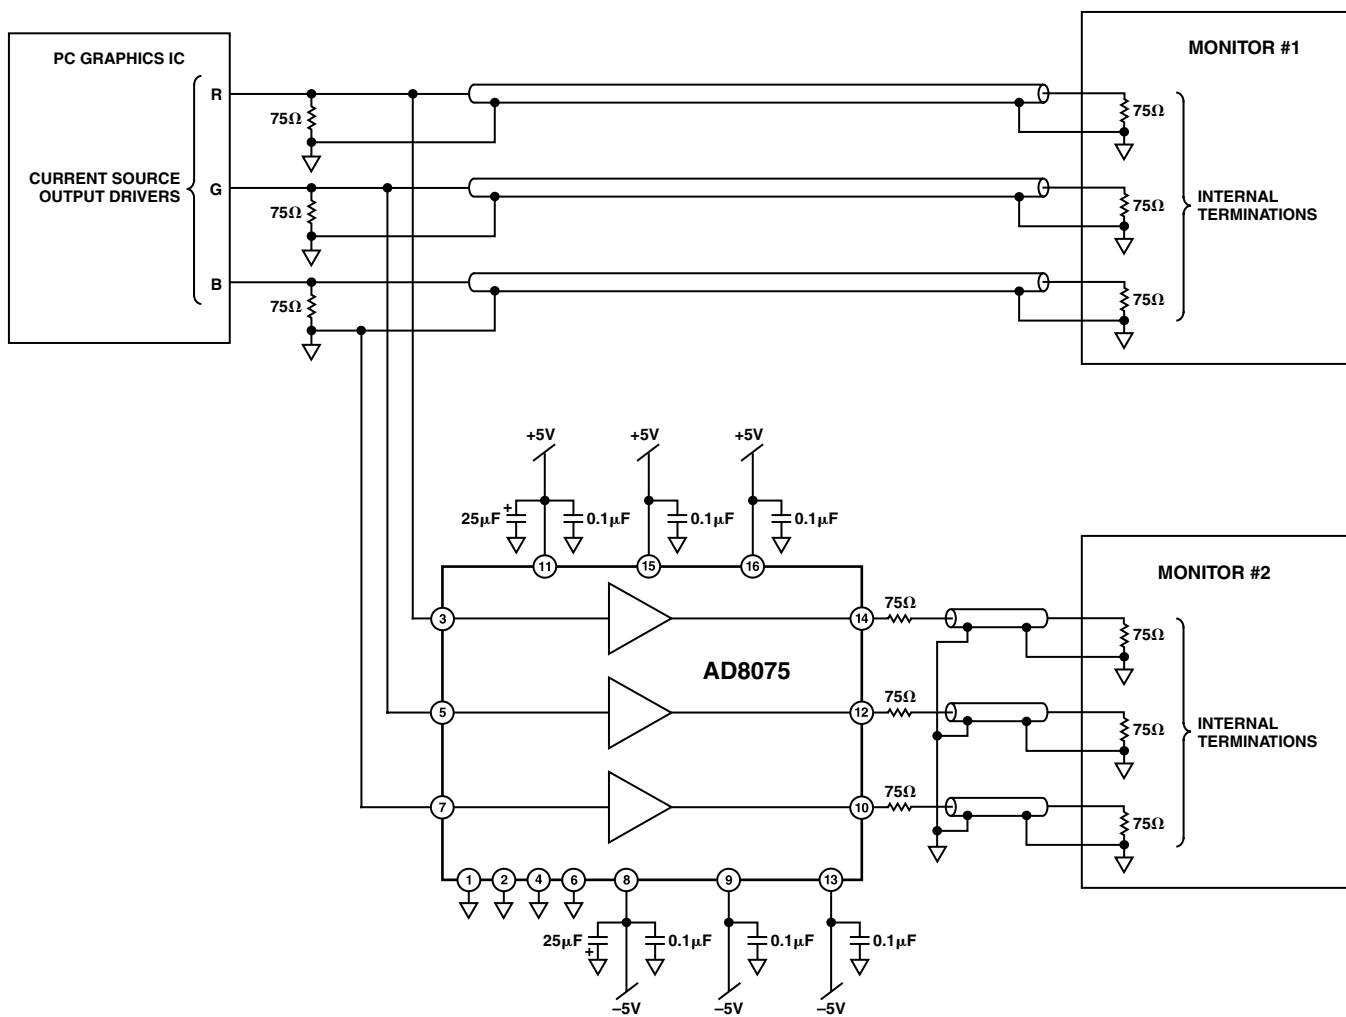 PC GRAPHICS IC
MONITOR #1
R
75Ω
75Ω
CURRENT SOURCE
OUTPUT DRIVERS
G
75Ω
75Ω
INTERNAL
TERMINATIONS
B
75Ω
75Ω
+5V
+5V
+5V
+
25μF
0.1μF
0.1μF
0.1μF
11
15
16
MONITOR #2
3
14
75Ω
75Ω
AD8075
5
12
75Ω
75Ω
INTERNAL
TERMINATIONS
7
10
75Ω
75Ω
1
2
4
6
8
9
13
25μF
+
0.1μF
0.1μF
0.1μF
–5V
–5V
–5V